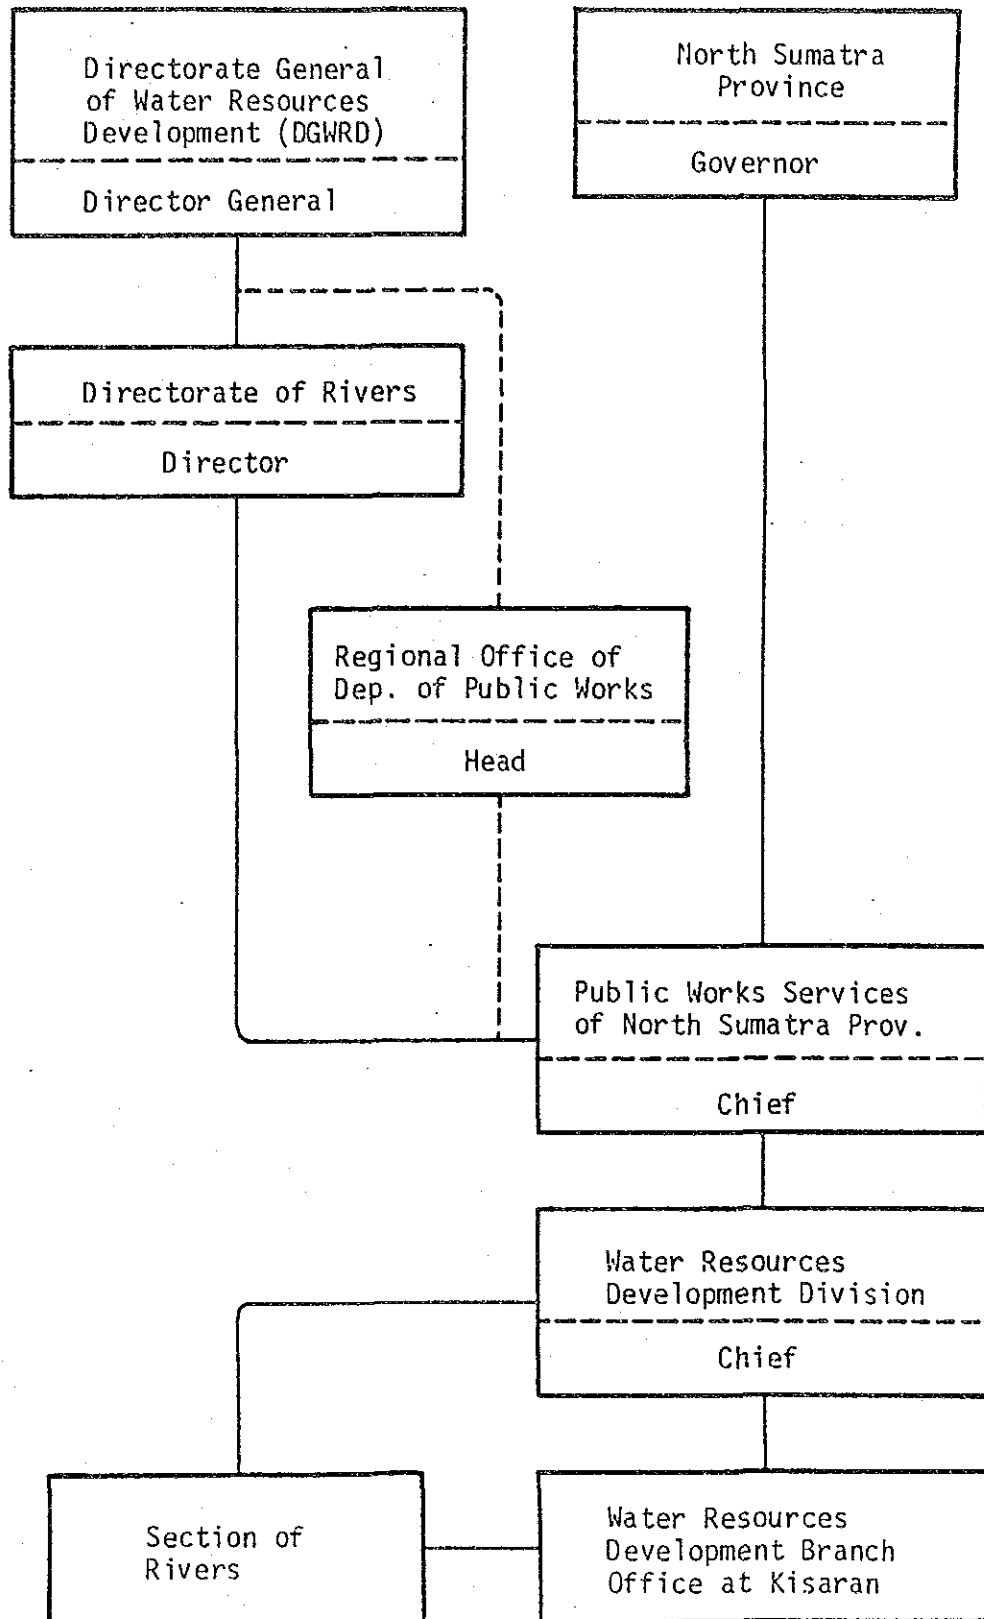 Directorate General
of Water Resources
Development (DGWRD)
Director General
North Sumatra
Province
Governor
Directorate of Rivers
Director
Regional Office of
Dep. of Public Works
Head
Public Works Services
of North Sumatra Prov.
Chief
Water Resources
Development Division
Chief
Section of
Rivers
Water Resources
Development Branch
Office at Kisaran